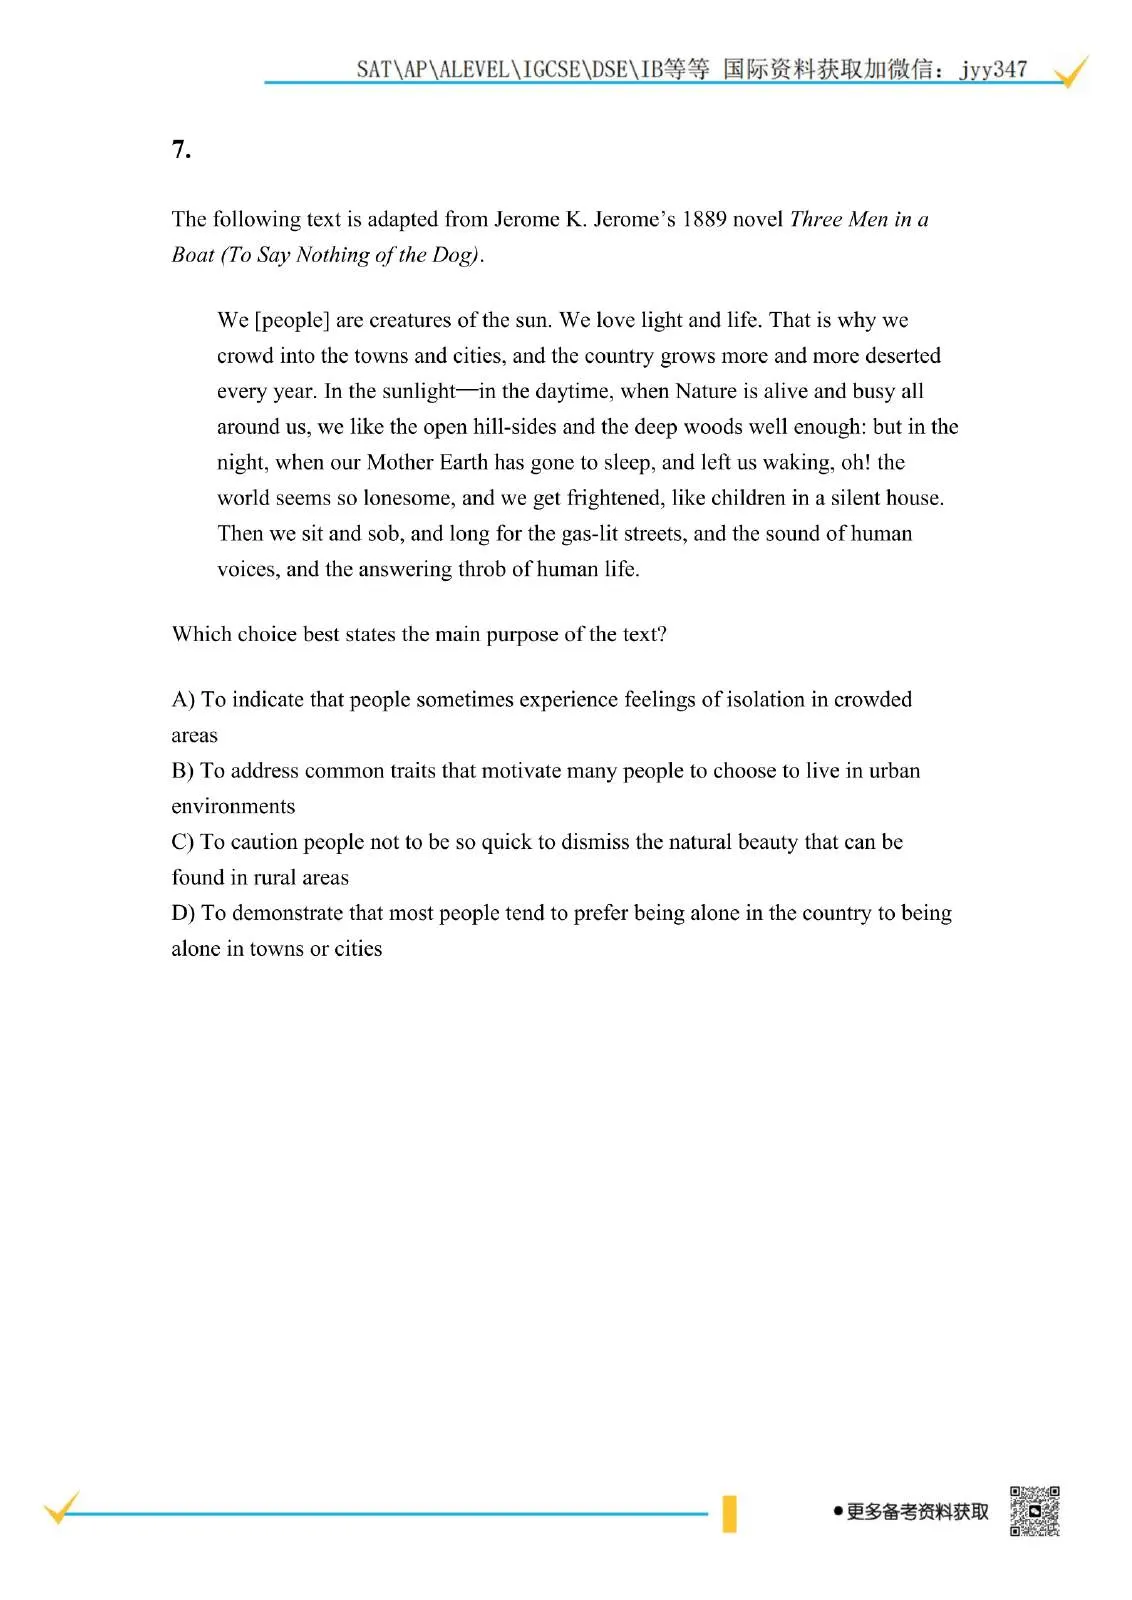 SAT\AP\ALEVEL\IGCSE\DSE\IB等等 国际资料获取加微信：jyy347
7.
The following text is adapted from Jerome K. Jerome’s 1889 novel Three Men in a
Boat (To Say Nothing of the Dog).
We [people] are creatures of the sun. We love light and life. That is why we
crowd into the towns and cities, and the country grows more and more deserted
every year. In the sunlight—in the daytime, when Nature is alive and busy all
around us, we like the open hill-sides and the deep woods well enough: but in the
night, when our Mother Earth has gone to sleep, and left us waking, oh! the
world seems so lonesome, and we get frightened, like children in a silent house.
Then we sit and sob, and long for the gas-lit streets, and the sound of human
voices, and the answering throb of human life.
Which choice best states the main purpose of the text?
A) To indicate that people sometimes experience feelings of isolation in crowded
areas
B) To address common traits that motivate many people to choose to live in urban
environments
C) To caution people not to be so quick to dismiss the natural beauty that can be
found in rural areas
D) To demonstrate that most people tend to prefer being alone in the country to being
alone in towns or cities
●更多备考资料获取